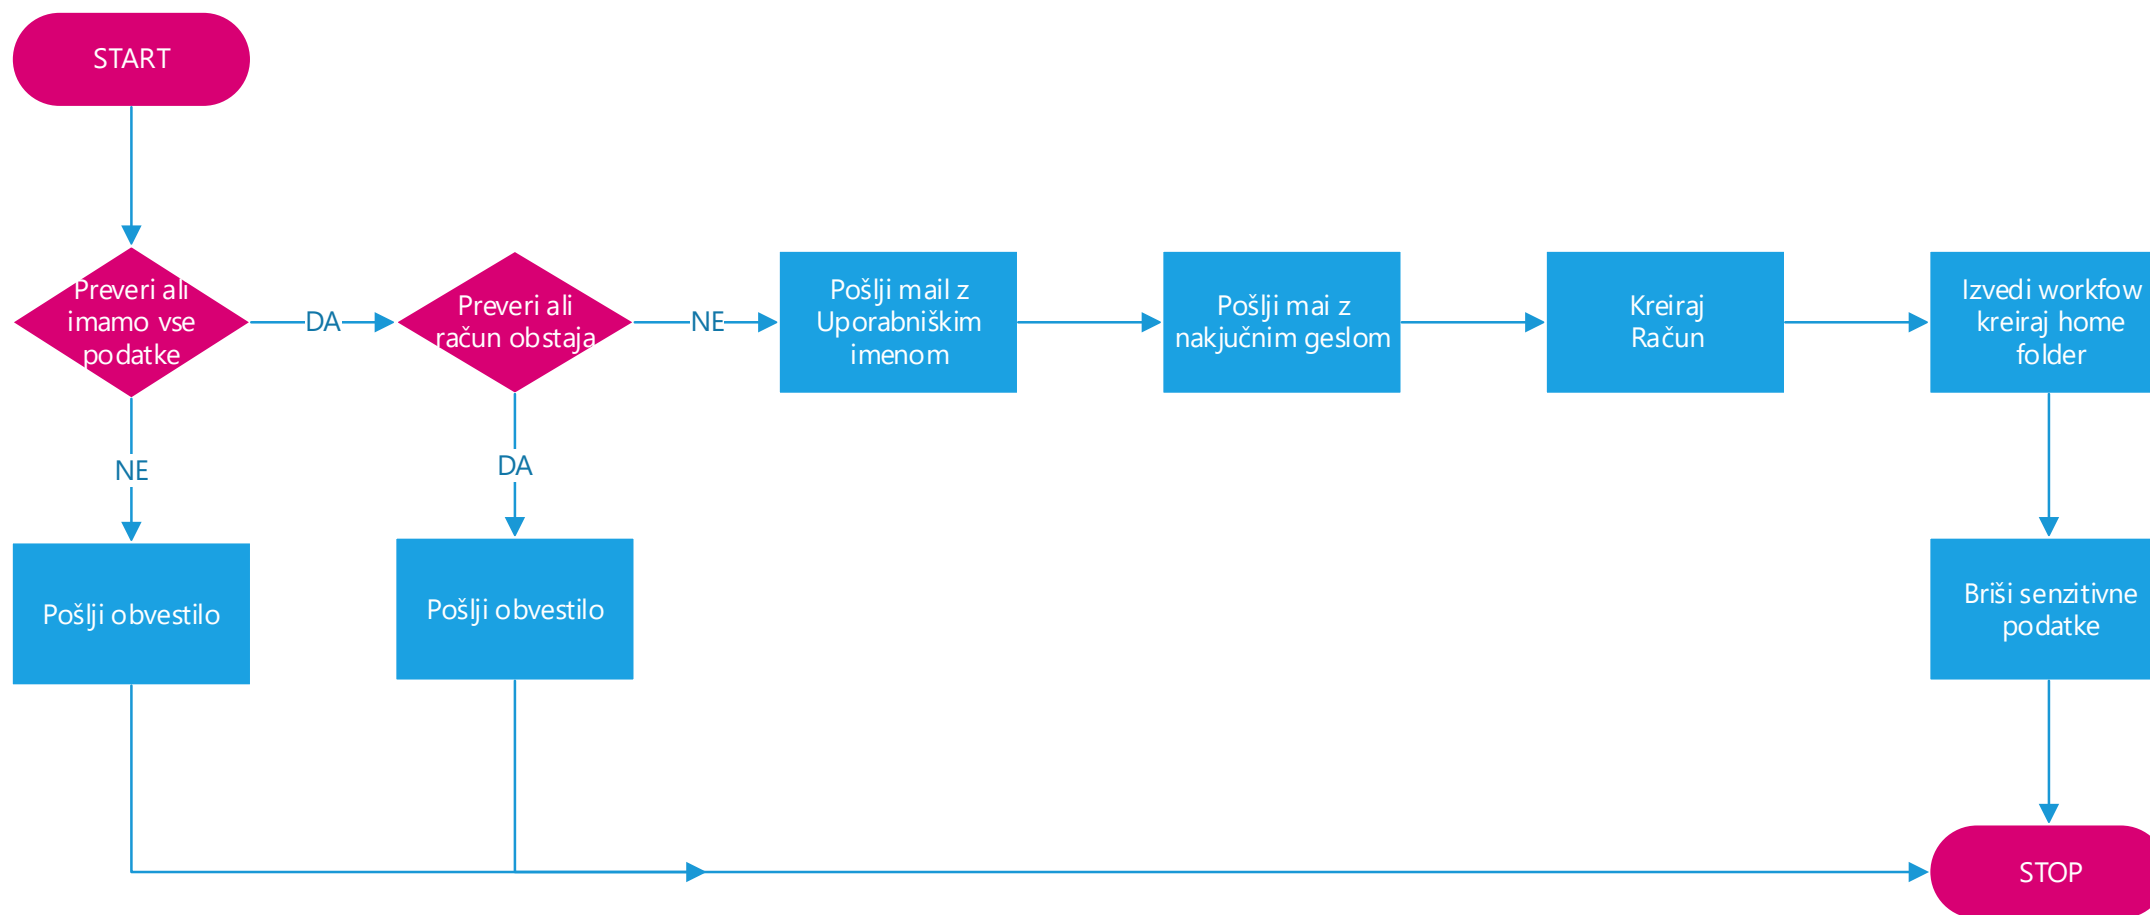 START
Preveri ali
imamo vse
podatke
DA
Preveri ali
račun obstaja
NE
Pošlji mail z
Uporabniškim
imenom
Pošlji mai z
nakjučnim geslom
Kreiraj
Račun
Izvedi workfow
kreiraj home
folder
NE
DA
Pošlji obvestilo
Pošlji obvestilo
Briši senzitivne
podatke
STOP